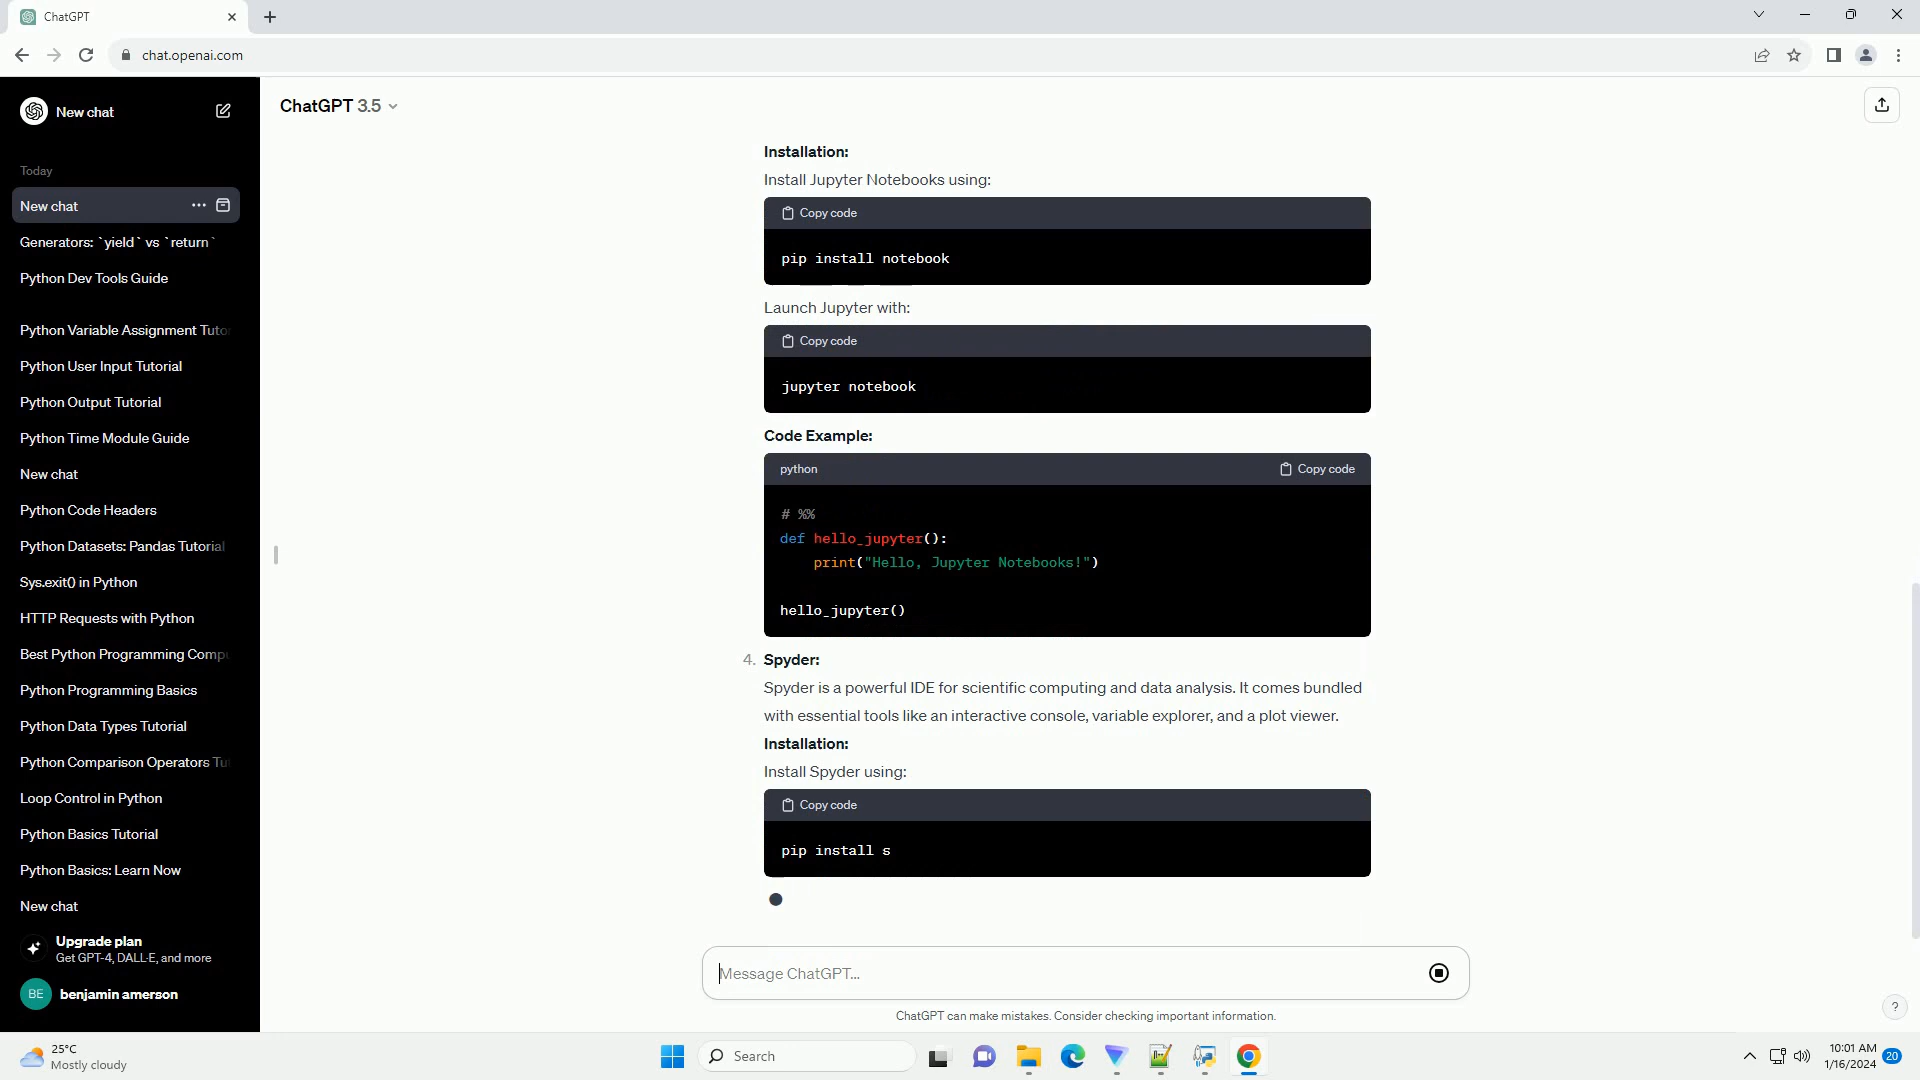 ChatGPT
chat.openai.com
New chat
ChatGPT 3.5
Today
New chat
Generators: `yield` vs `return`
Python Dev Tools Guide
Python Variable Assignment Tuto
Python User Input Tutorial
Python Output Tutorial
Python Time Module Guide
New chat
Python Code Headers
Python Datasets: Pandas Tutorial
Sys.exit() in Python
HTTP Requests with Python
Best Python Programming Compu
Python Programming Basics
Python Data Types Tutorial
Python Comparison Operators Tut
Loop Control in Python
Python Basics Tutorial
Python Basics: Learn Now
New chat
Upgrade plan
Get GPT-4, DALL·E, and more
BE
benjamin amerson
Installation:
Install Jupyter Notebooks using:
Copy code
pip install notebook
Launch Jupyter with:
Copy code
jupyter notebook
Code Example:
python Copy code
# %%
def hello_jupyter():
print("Hello, Jupyter Notebooks!")
hello_jupyter()
4. Spyder:
Spyder is a powerful IDE for scientific computing and data analysis. It comes bundled
with essential tools like an interactive console, variable explorer, and a plot viewer.
Installation:
Install Spyder using:
Copy code
pip install s
Message ChatGPT...
ChatGPT can make mistakes. Consider checking important information.
?
25°C
Mostly cloudy
Search
10:01 AM
1/16/2024
20